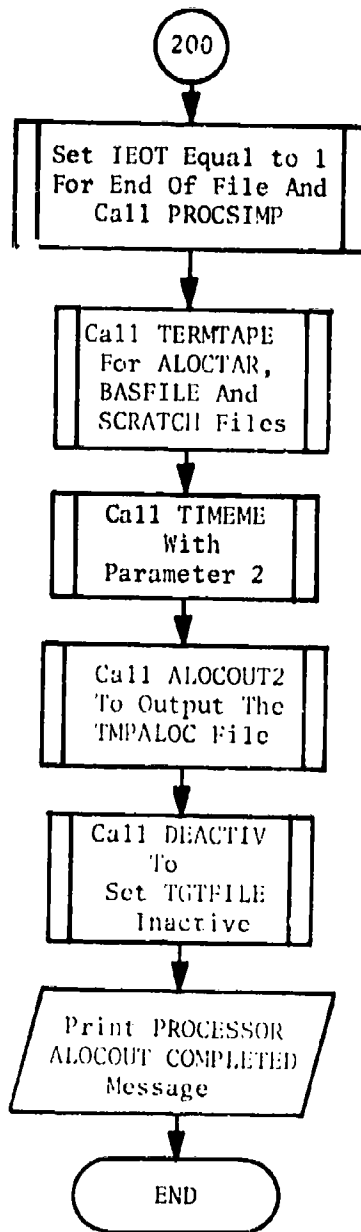 200
Set IEOT Equal to 1
For End Of File And
Call PROCSIMP
Call TERMTAPE
For ALOCTAR,
BASFILE And
SCRATCH Files
Call TIMEME
With
Parameter 2
Call ALOCOUT2
To Output The
TMPALOC File
Call DEACTIV
To
Set TGTFILE
Inactive
Print PROCESSOR
ALOCOUT COMPLETED
Message
END